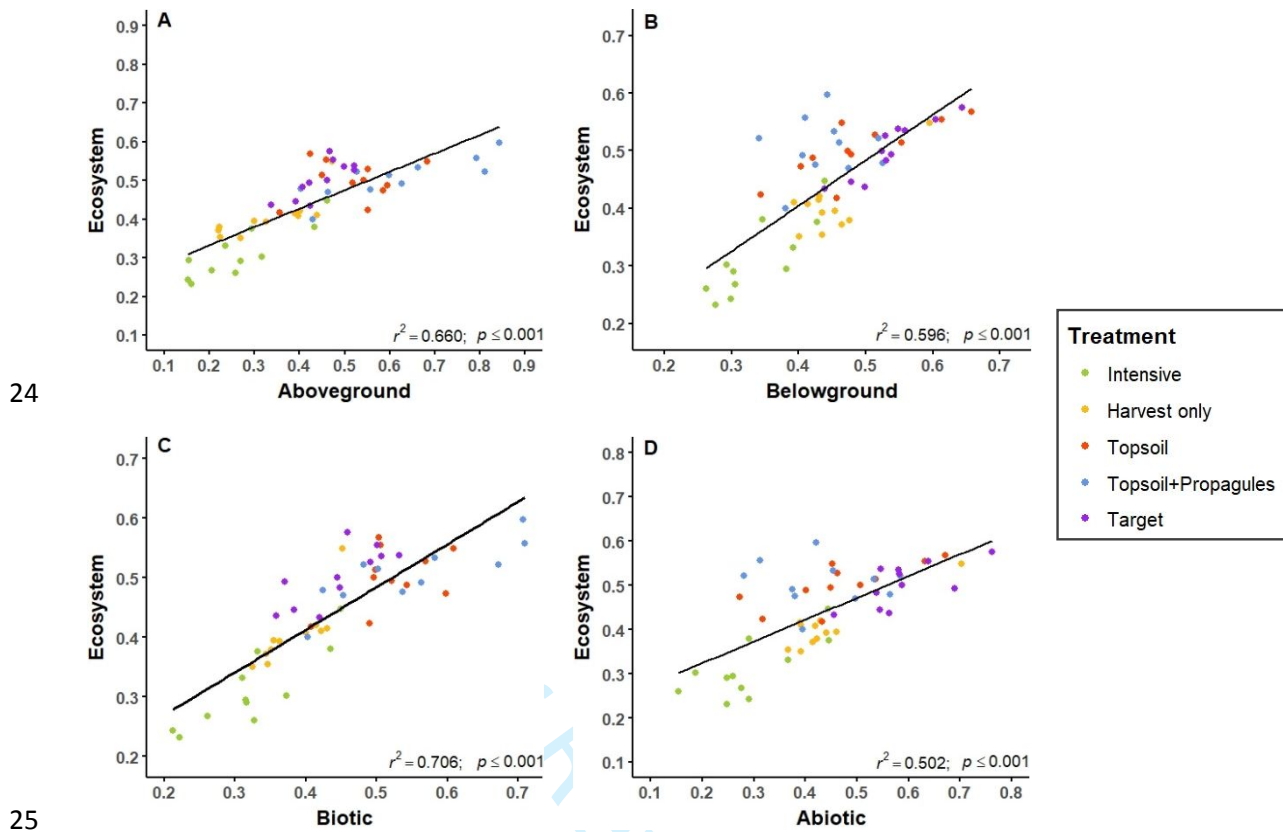 A
Ecosystem
0.9
0.8
0.7
0.6
0.5
0.4
0.3
0.2
0.1
r² = 0.660; p ≤ 0.001
0.1 0.2 0.3 0.4 0.5 0.6 0.7 0.8 0.9
Aboveground
24
B
Ecosystem
0.7
0.6
0.5
0.4
0.3
0.2
r² = 0.596; p ≤ 0.001
0.2 0.3 0.4 0.5 0.6 0.7
Belowground
Treatment
Intensive
Harvest only
Topsoil
Topsoil+Propagules
Target
C
Ecosystem
0.7
0.6
0.5
0.4
0.3
0.2
r² = 0.706; p ≤ 0.001
0.2 0.3 0.4 0.5 0.6 0.7
Biotic
25
D
Ecosystem
0.8
0.7
0.6
0.5
0.4
0.3
0.2
0.1
r² = 0.502; p ≤ 0.001
0.1 0.2 0.3 0.4 0.5 0.6 0.7 0.8
Abiotic